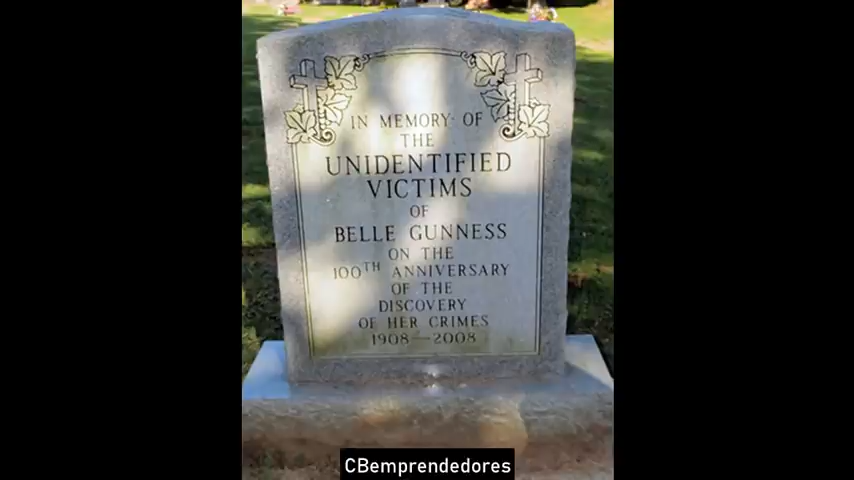 IN MEMORY OF
THE
UNIDENTIFIED
VICTIMS
OF
BELLE GUNNESS
ON THE
100TH ANNIVERSARY
OF THE
DISCOVERY
OF HER CRIMES
1908—2008
CBemprendedores